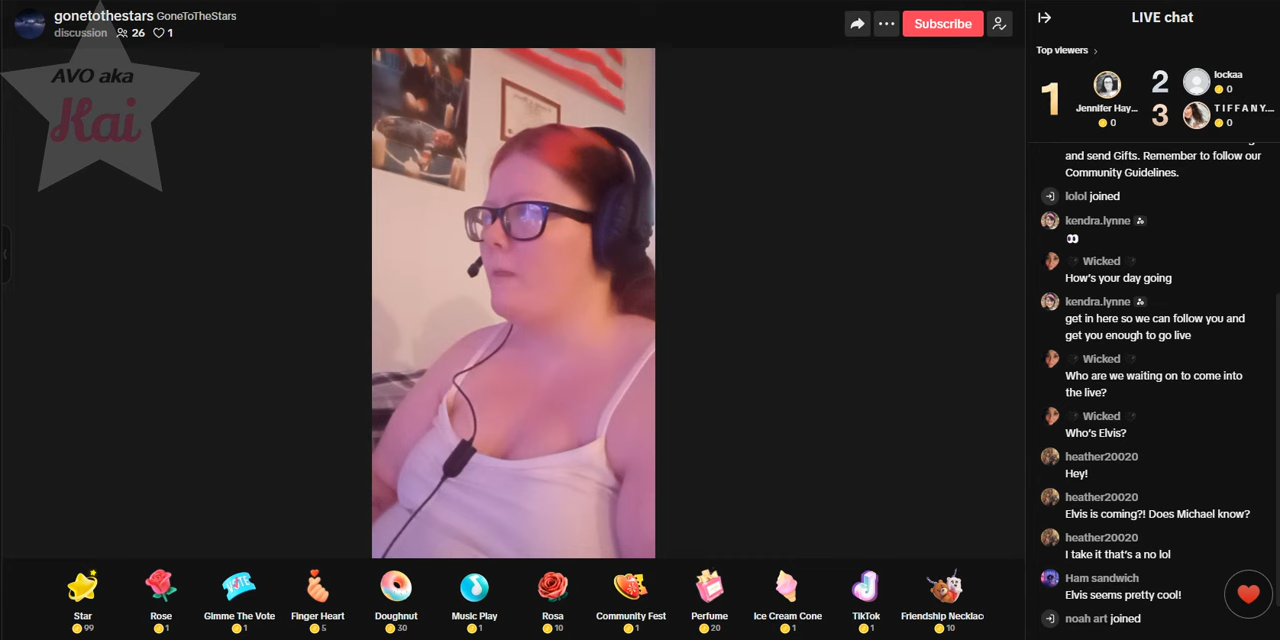 gonetothestars GoneToTheStars
discussion 26 1
Subscribe
AVO aka
Kai
LIVE chat
Top viewers
1
Jennifer Hay...
0
2
lockaa
0
3
TIFFANY...
0
and send Gifts. Remember to follow our
Community Guidelines.
lolol joined
kendra.lynne
Wicked
How's your day going
kendra.lynne
get in here so we can follow you and
get you enough to go live
Wicked
Who are we waiting on to come into
the live?
Wicked
Who's Elvis?
heather20020
Hey!
heather20020
Elvis is coming?! Does Michael know?
heather20020
I take it that's a no lol
Ham sandwich
Elvis seems pretty cool!
noah art joined
Star
99
Rose
1
Gimme The Vote
1
Finger Heart
5
Doughnut
30
Music Play
1
Rosa
10
Community Fest
1
Perfume
20
Ice Cream Cone
1
TikTok
1
Friendship Necklac
10